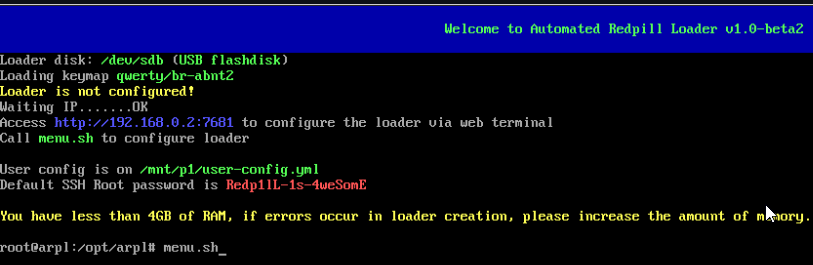 Welcome to Automated Redpill Loader v1.0-beta2
Loader disk: /dev/sdb (USB flashdisk)
Loading keymap qwerty/br-abnt2
Loader is not configured!
Waiting IP.......OK
Access http://192.168.0.2:7681 to configure the loader via web terminal
Call menu.sh to configure loader
User config is on /mnt/p1/user-config.yml
Default SSH Root password is Redp1lL-1s-4weSomE
You have less than 4GB of RAM, if errors occur in loader creation, please increase the amount of memory.
root@arpl:/opt/arpl# menu.sh_